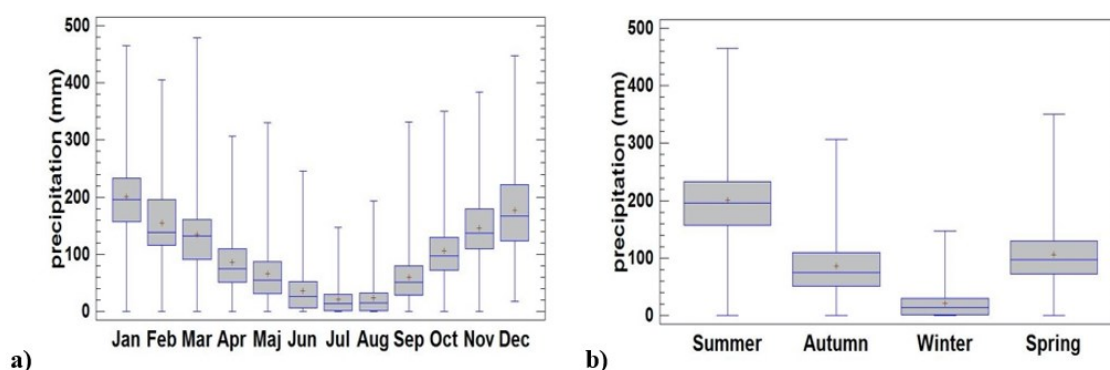 precipitation (mm)
500
400
300
200
100
0
Jan Feb Mar Apr Maj Jun Jul Aug Sep Oct Nov Dec
a)
precipitation (mm)
500
400
300
200
100
0
Summer Autumn Winter Spring
b)